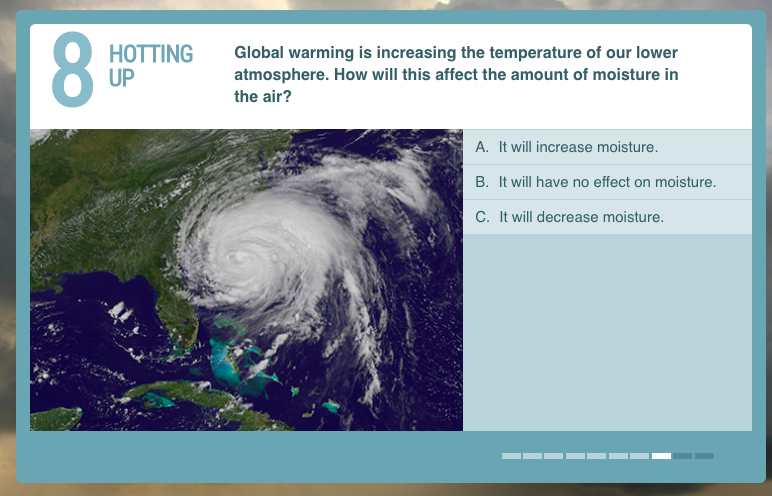 8
HOTTING
UP
Global warming is increasing the temperature of our lower
atmosphere. How will this affect the amount of moisture in
the air?
A. It will increase moisture.
B. It will have no effect on moisture.
C. It will decrease moisture.